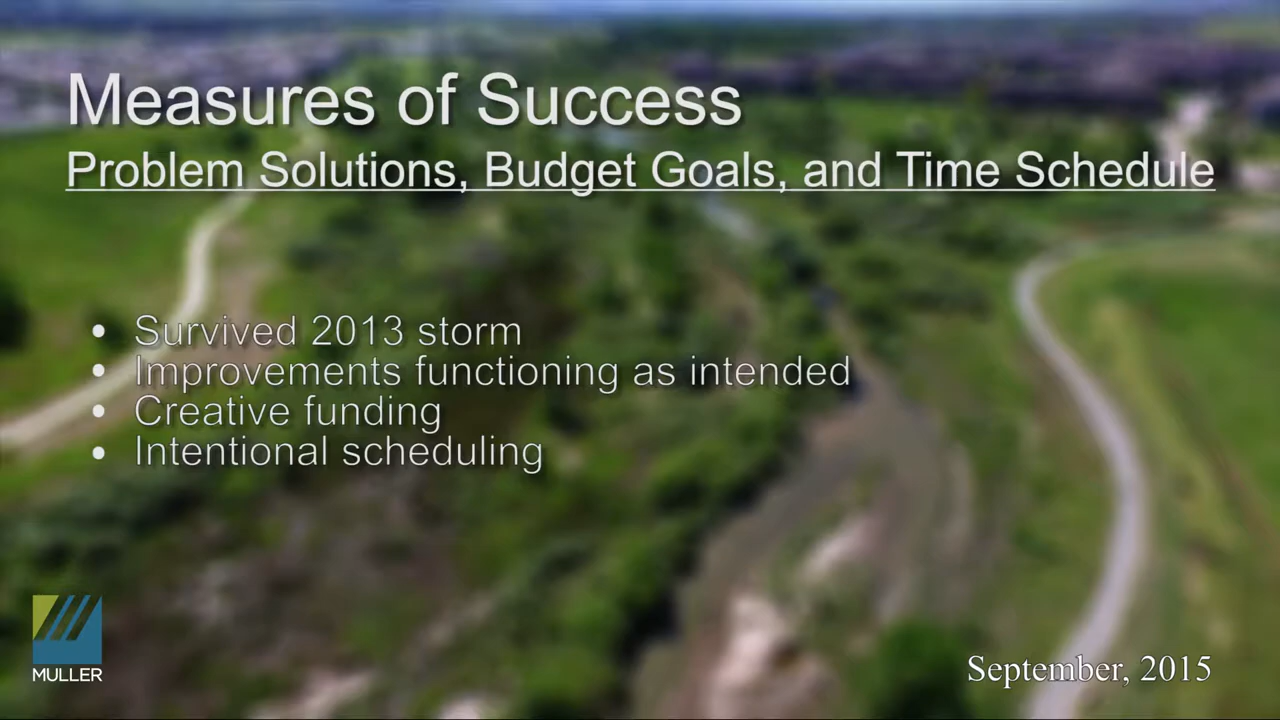 Measures of Success
Problem Solutions, Budget Goals, and Time Schedule
• Survived 2013 storm
• Improvements functioning as intended
• Creative funding
• Intentional scheduling
MULLER
September, 2015